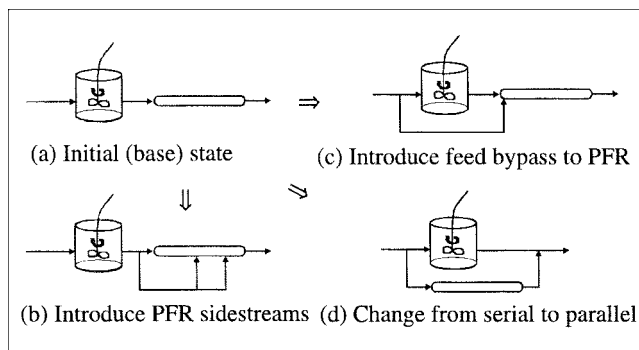 (a) Initial (base) state
(c) Introduce feed bypass to PFR
(b) Introduce PFR sidestreams
(d) Change from serial to parallel